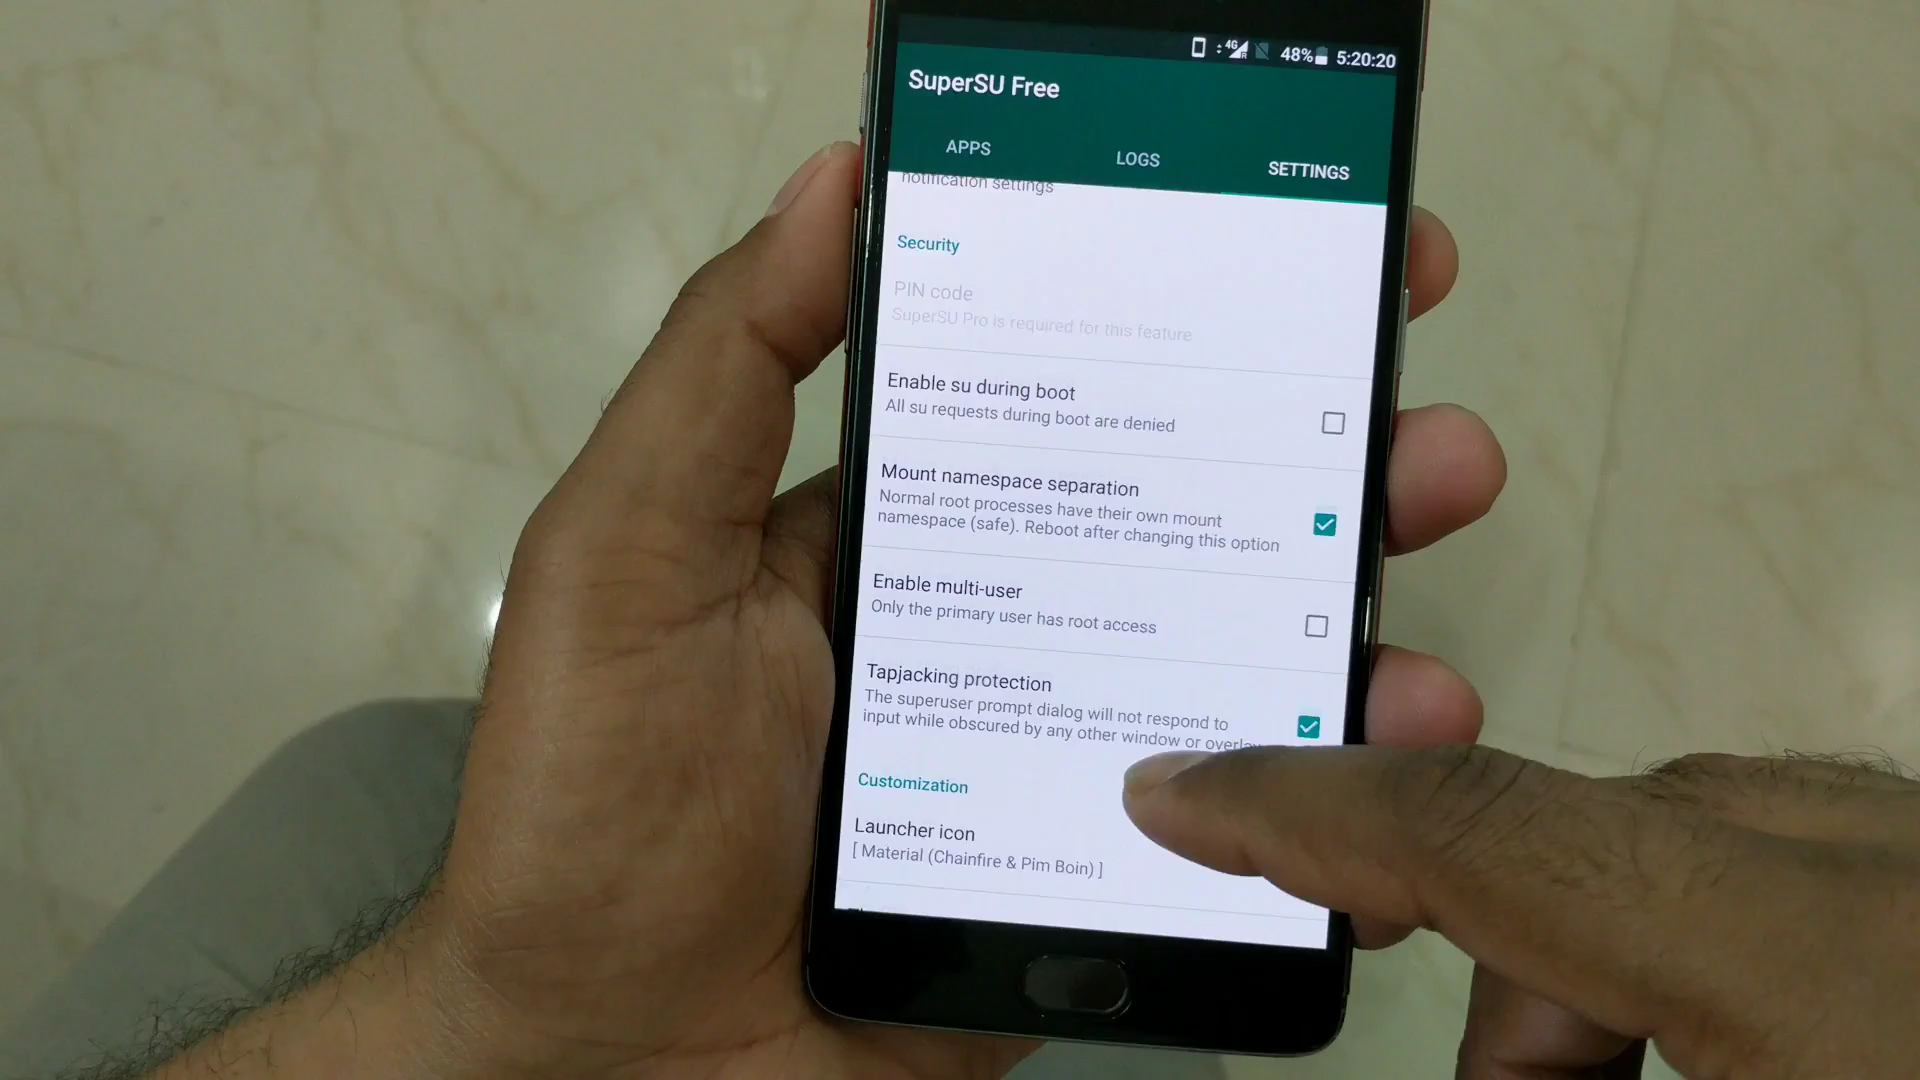 4G
R
48%
5:20:20
SuperSU Free
APPS
LOGS
SETTINGS
notification settings
Security
PIN code
SuperSU Pro is required for this feature
Enable su during boot
All su requests during boot are denied
Mount namespace separation
Normal root processes have their own mount
namespace (safe). Reboot after changing this option
Enable multi-user
Only the primary user has root access
Tapjacking protection
The superuser prompt dialog will not respond to
input while obscured by any other window or overlay
Customization
Launcher icon
[ Material (Chainfire & Pim Boin) ]